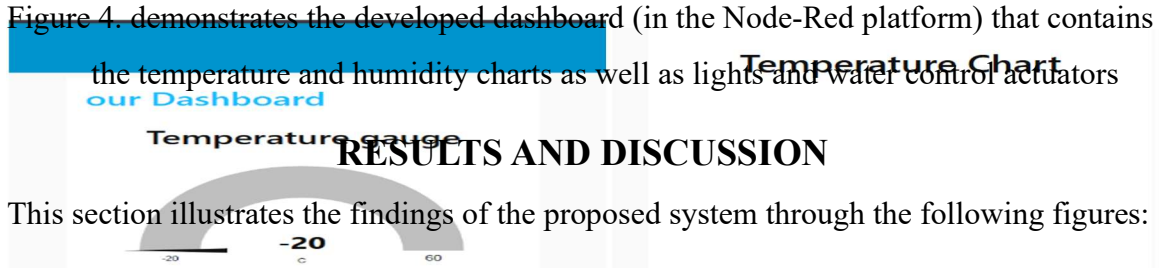 Figure 4. demonstrates the developed dashboard (in the Node-Red platform) that contains
Temperature Chart
the temperature and humidity charts as well as lights and water control actuators
our Dashboard
Temperature gauge
RESULTS AND DISCUSSION
This section illustrates the findings of the proposed system through the following figures:
-20
-20
c
60